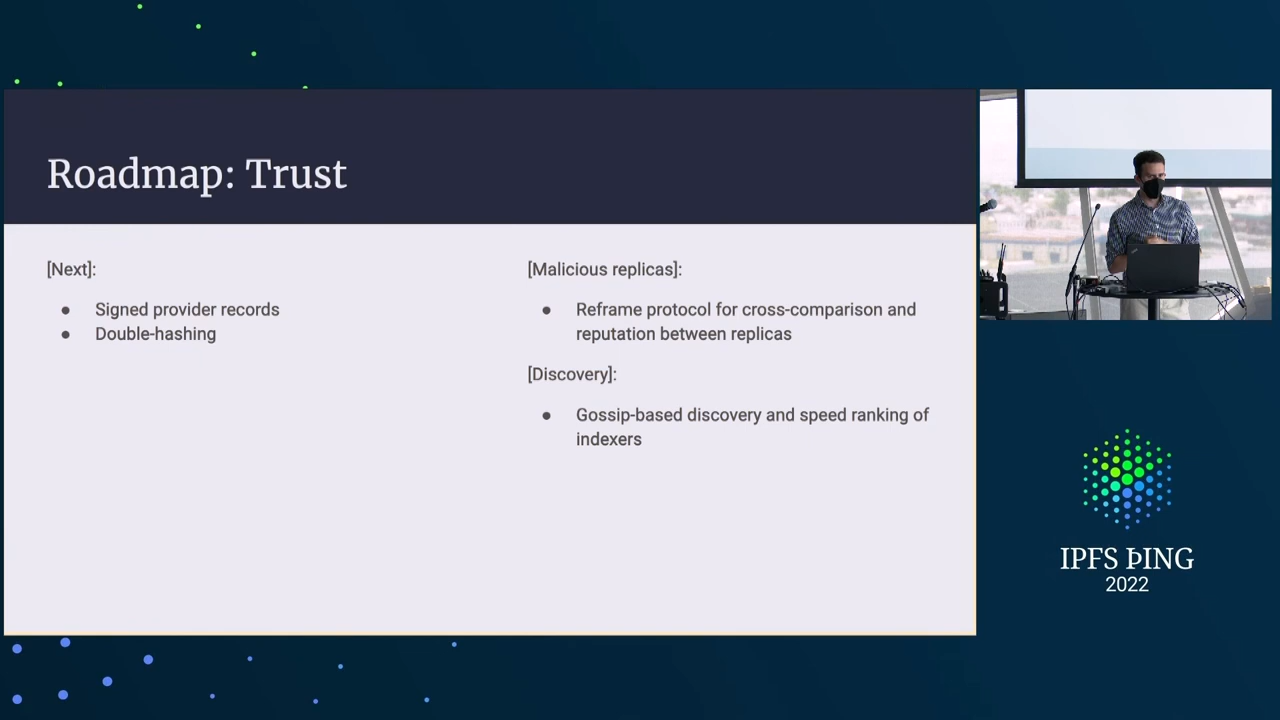 Roadmap: Trust
[Next]:
● Signed provider records
● Double-hashing
[Malicious replicas]:
● Reframe protocol for cross-comparison and
reputation between replicas
[Discovery]:
● Gossip-based discovery and speed ranking of
indexers
IPFS ÞING
2022